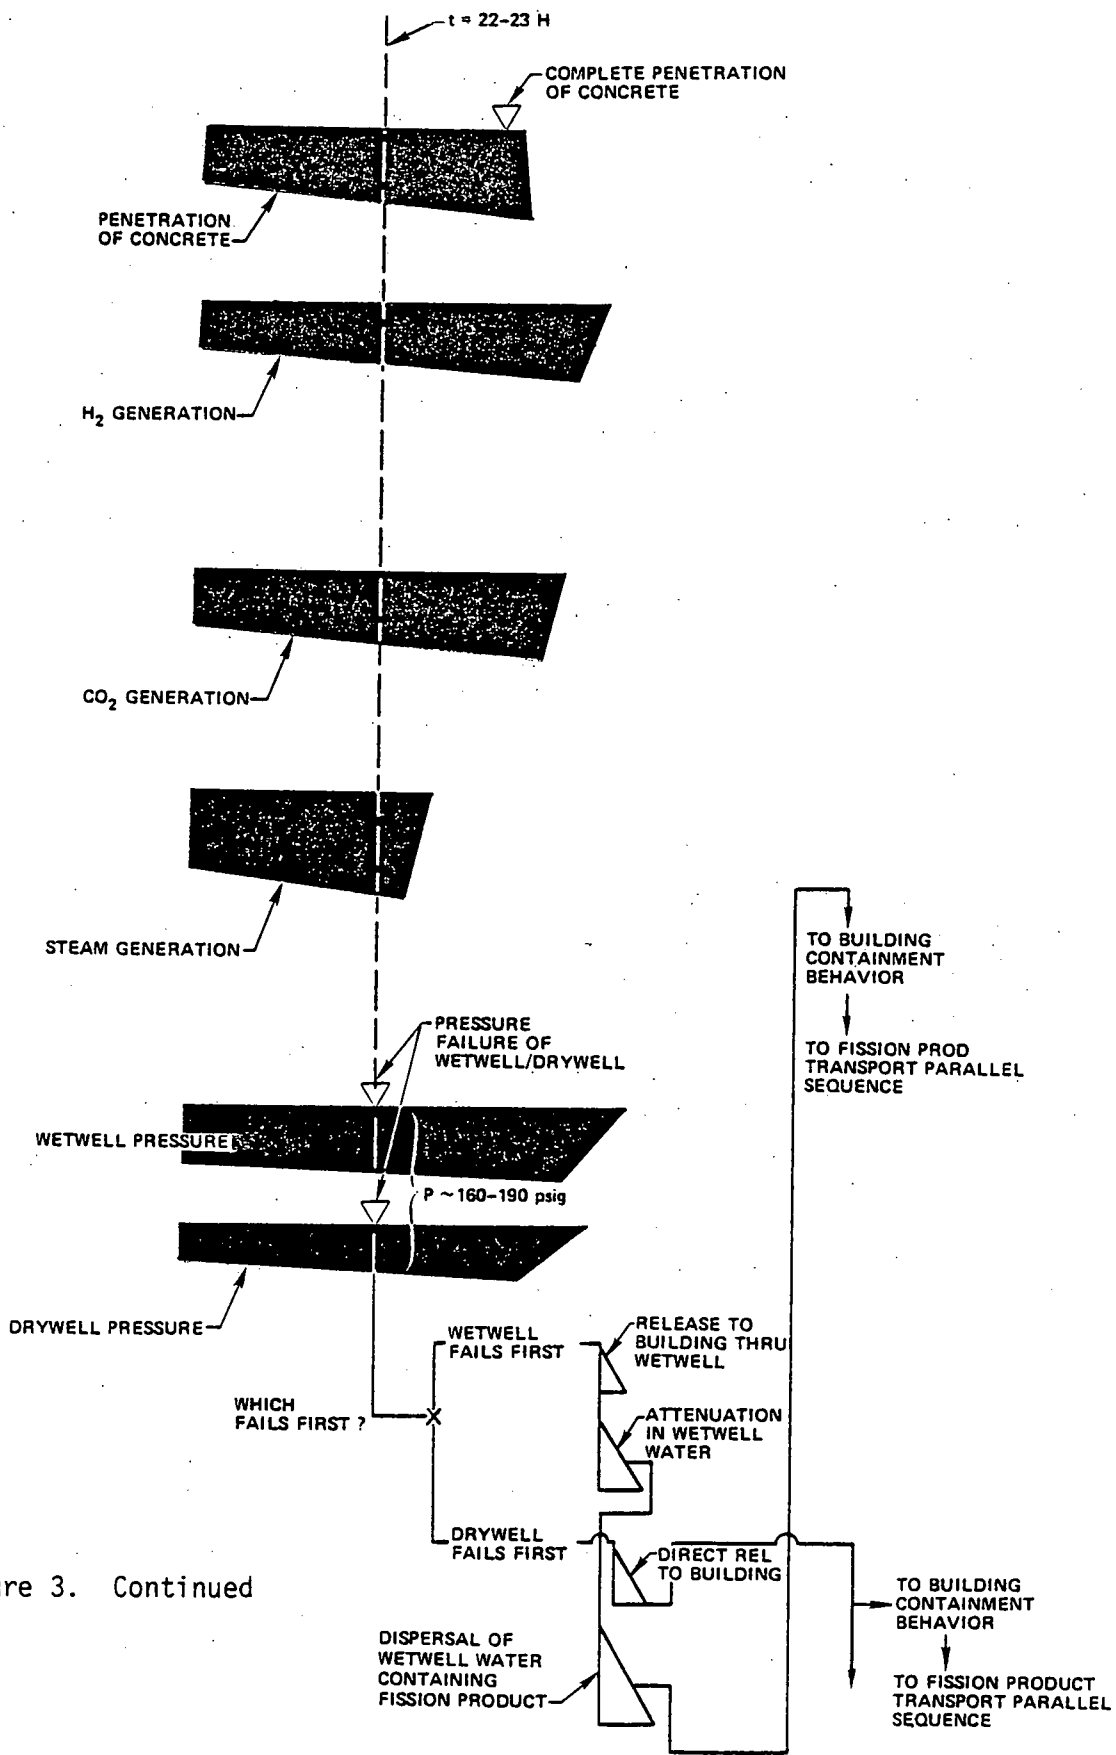 t = 22-23 H
COMPLETE PENETRATION
OF CONCRETE
PENETRATION
OF CONCRETE
H₂ GENERATION
CO₂ GENERATION
STEAM GENERATION
TO BUILDING
CONTAINMENT
BEHAVIOR
TO FISSION PROD
TRANSPORT PARALLEL
SEQUENCE
PRESSURE
FAILURE OF
WETWELL/DRYWELL
WETWELL PRESSURE
P ~ 160-190 psig
DRYWELL PRESSURE
WETWELL
FAILS FIRST
RELEASE TO
BUILDING THRU
WETWELL
WHICH
FAILS FIRST ?
ATTENUATION
IN WETWELL
WATER
DRYWELL
FAILS FIRST
DIRECT REL
TO BUILDING
re 3. Continued
TO BUILDING
CONTAINMENT
BEHAVIOR
DISPERSAL OF
WETWELL WATER
CONTAINING
FISSION PRODUCT
TO FISSION PRODUCT
TRANSPORT PARALLEL
SEQUENCE